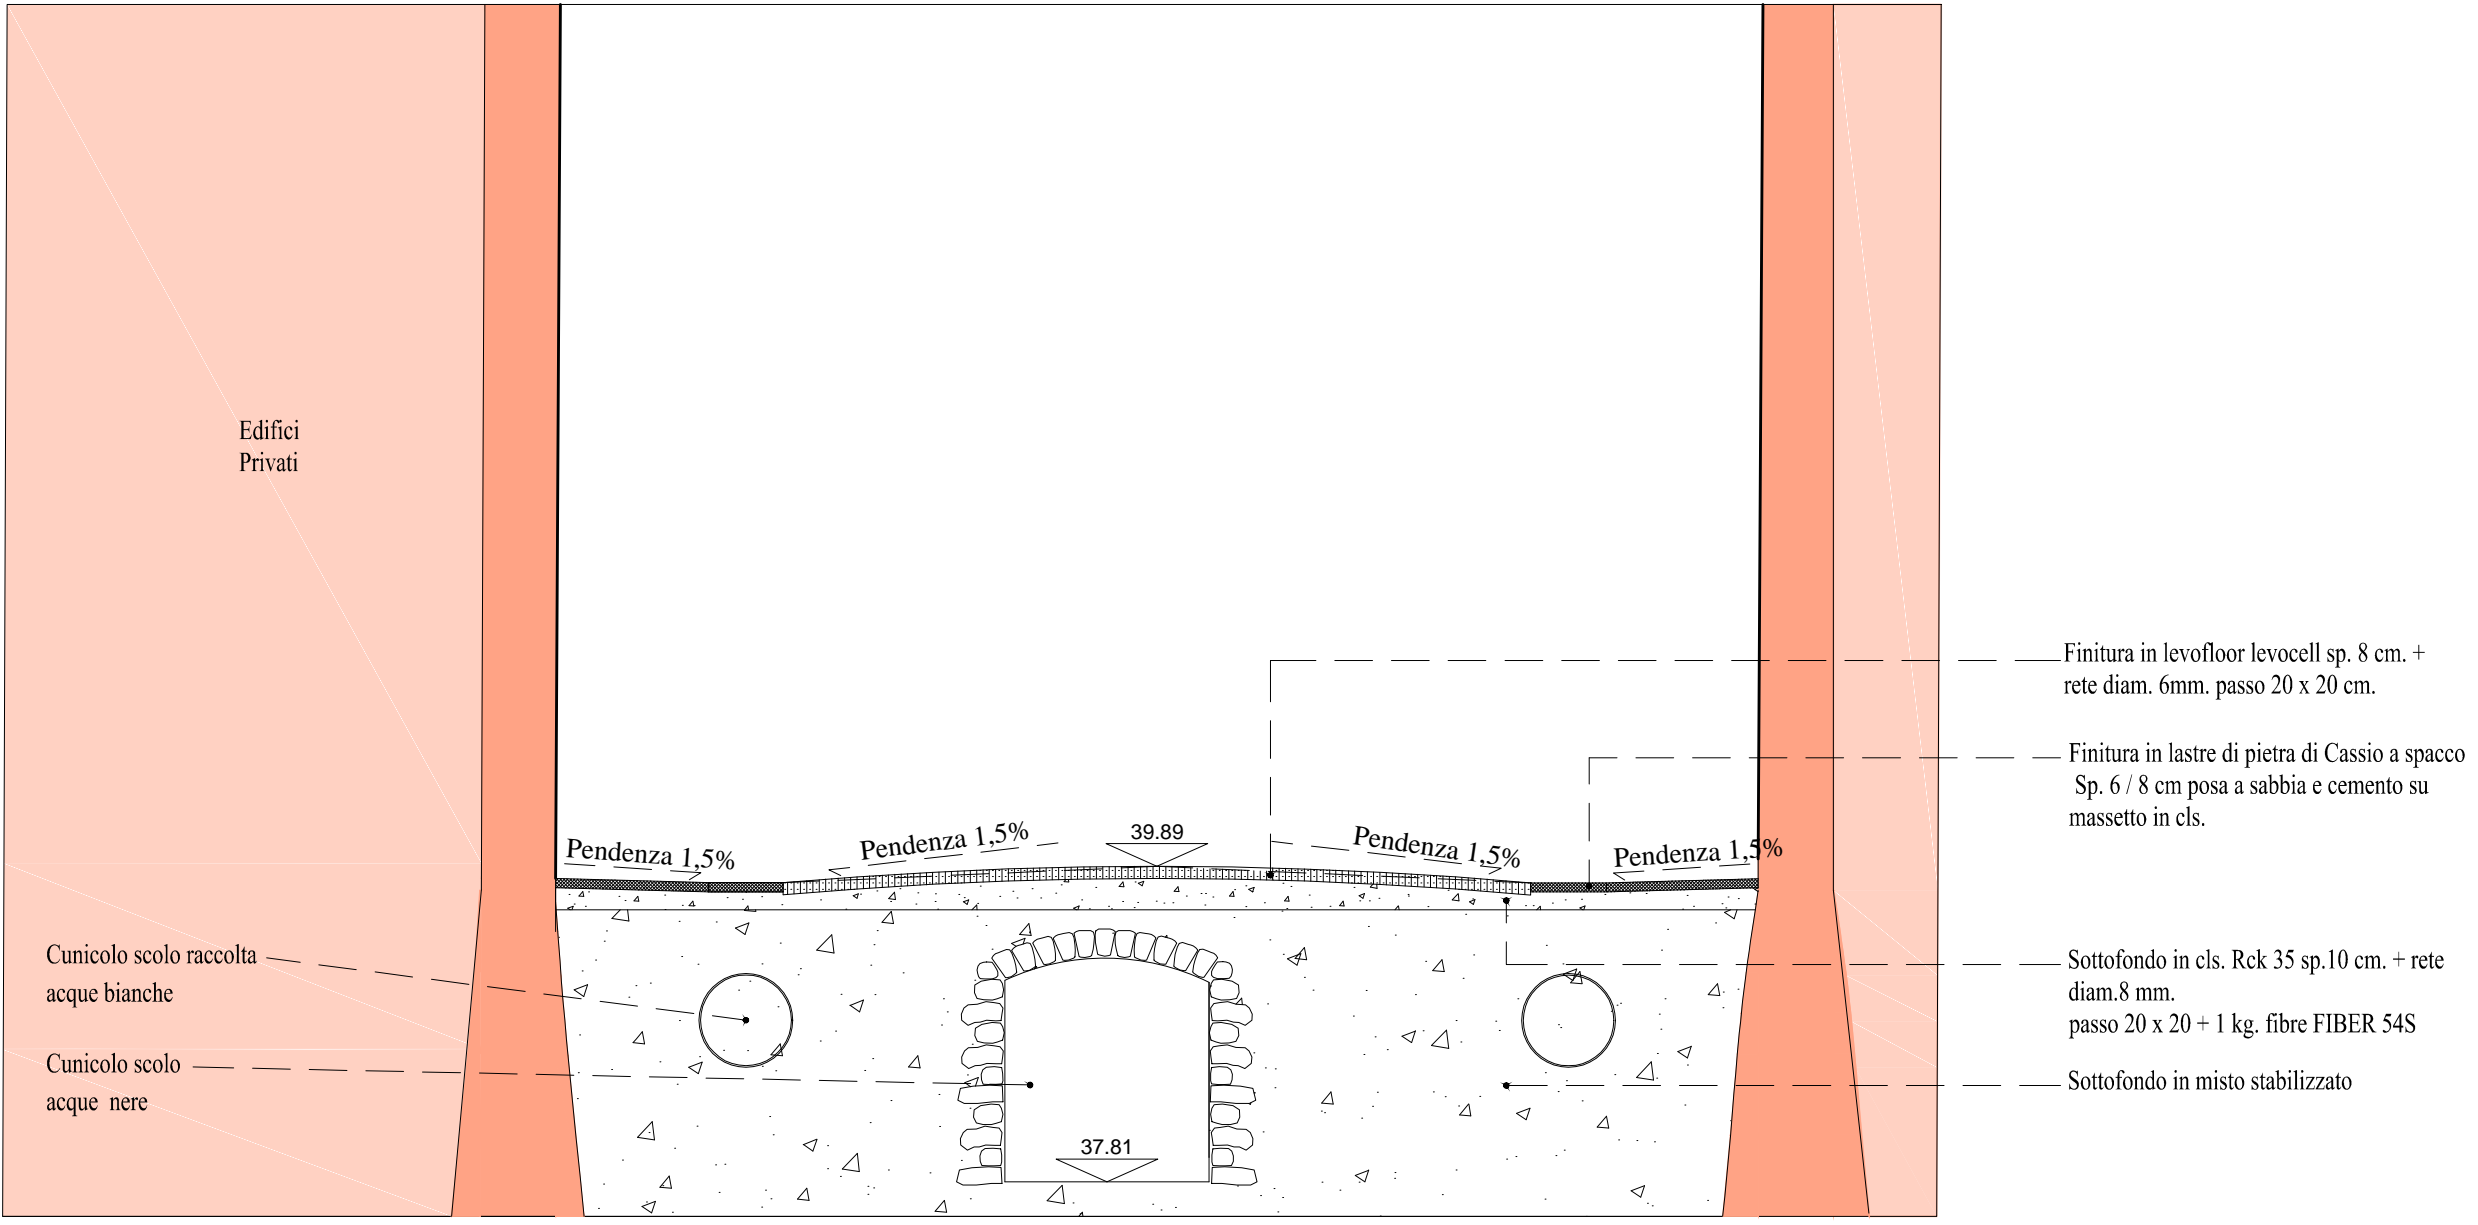 Edifici
Privati
Finitura in levofloor levocell sp. 8 cm. +
rete diam. 6mm. passo 20 x 20 cm.
Finitura in lastre di pietra di Cassio a spacco
Sp. 6 / 8 cm posa a sabbia e cemento su
massetto in cls.
Pendenza 1,5%
Pendenza 1,5%
39.89
Pendenza 1,5%
Pendenza 1,5%
Cunicolo scolo raccolta
acque bianche
Sottofondo in cls. Rck 35 sp.10 cm. + rete
diam.8 mm.
passo 20 x 20 + 1 kg. fibre FIBER 54S
Cunicolo scolo
acque nere
Sottofondo in misto stabilizzato
37.81